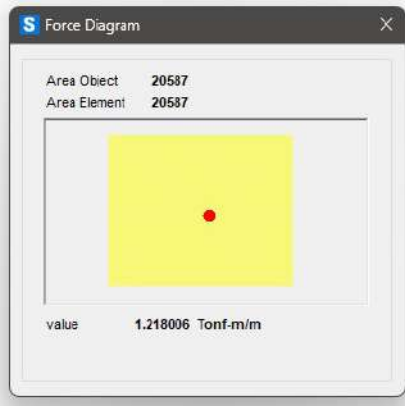 S Force Diagram
Area Object 20587
Area Element 20587
value 1.218006 Tonf-m/m